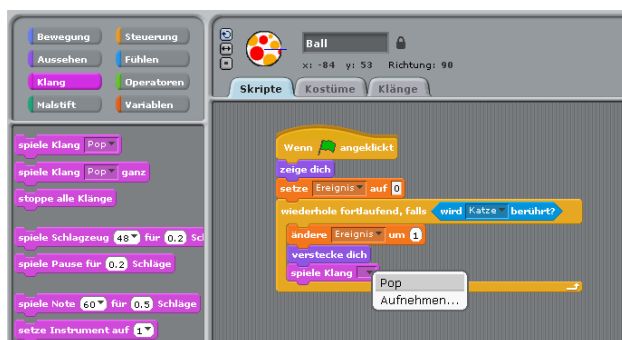 Bewegung Steuerung
Aussehen Fühlen
Klang Operatoren
Malstift Variablen
spiele Klang Pop
spiele Klang Pop ganz
stoppe alle Klänge
spiele Schlagzeug 48 für 0.2 Scl
spiele Pause für 0.2 Schläge
spiele Note 60 für 0.5 Schläge
setze Instrument auf 1
Ball
x: -84 y: 53 Richtung: 90
Skripte Kostüme Klänge
Wenn angeklickt
zeige dich
setze Ereignis auf 0
wiederhole fortlaufend, falls wird Katze berührt?
ändere Ereignis um 1
verstecke dich
spiele Klang
Pop
Aufnehmen...